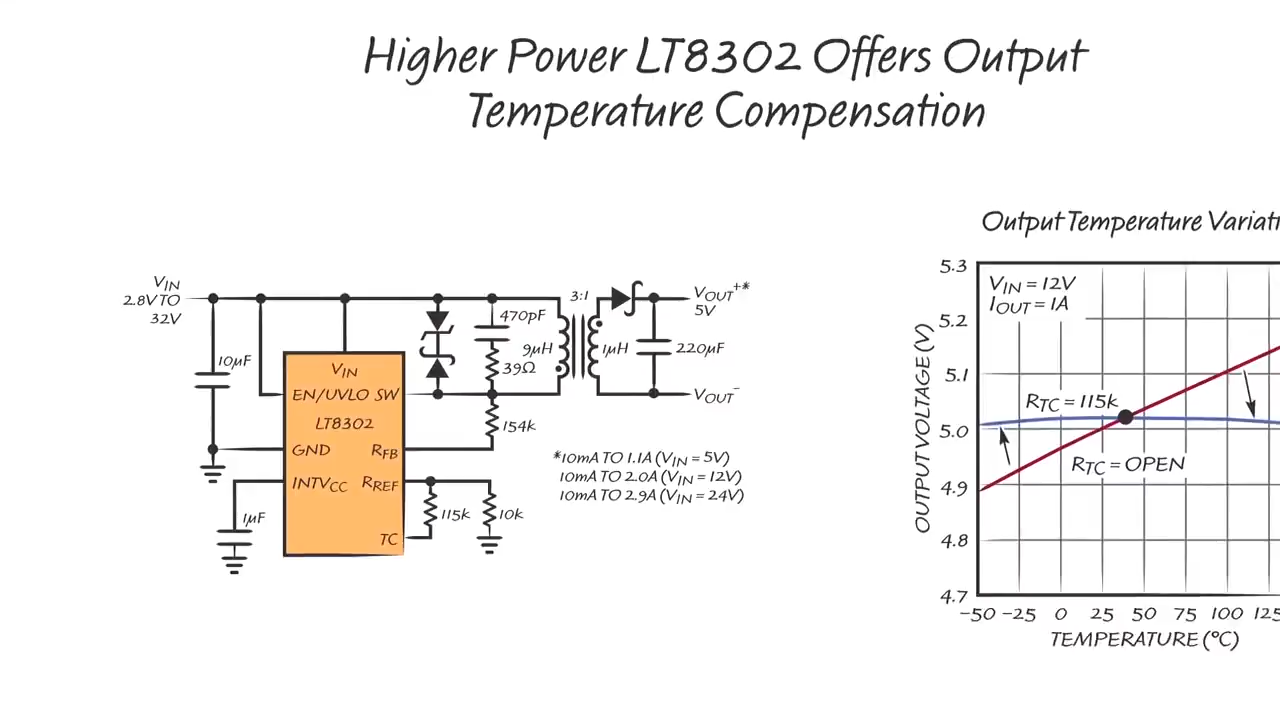 Higher Power LT8302 Offers Output
Temperature Compensation
VIN
2.8V TO
32V
10µF
VIN
EN/UVLO SW
LT8302
GND
RFB
INTVCC
RREF
TC
1µF
470pF
39Ω
9µH
3:1
1µH
220µF
VOUT+*
5V
VOUT-
154k
115k
10k
*10mA TO 1.1A (VIN = 5V)
10mA TO 2.0A (VIN = 12V)
10mA TO 2.9A (VIN = 24V)
Output Temperature Variati
OUTPUT VOLTAGE (V)
5.3
5.2
5.1
5.0
4.9
4.8
4.7
VIN = 12V
IOUT = 1A
RTC = 115k
RTC = OPEN
-50 -25 0 25 50 75 100 125
TEMPERATURE (°C)